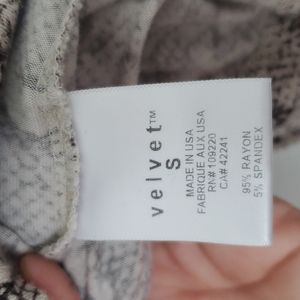 velvet™
S
MADE IN USA
FABRIQUE AUX USA
RN# 109220
CA# 42241
95% RAYON
5% SPANDEX